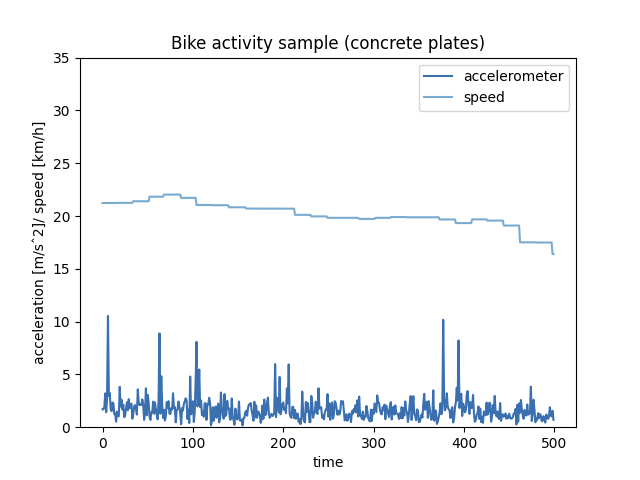 Bike activity sample (concrete plates)
35
30
25
20
15
10
5
0
acceleration [m/s^2]/ speed [km/h]
accelerometer
speed
0 100 200 300 400 500
time